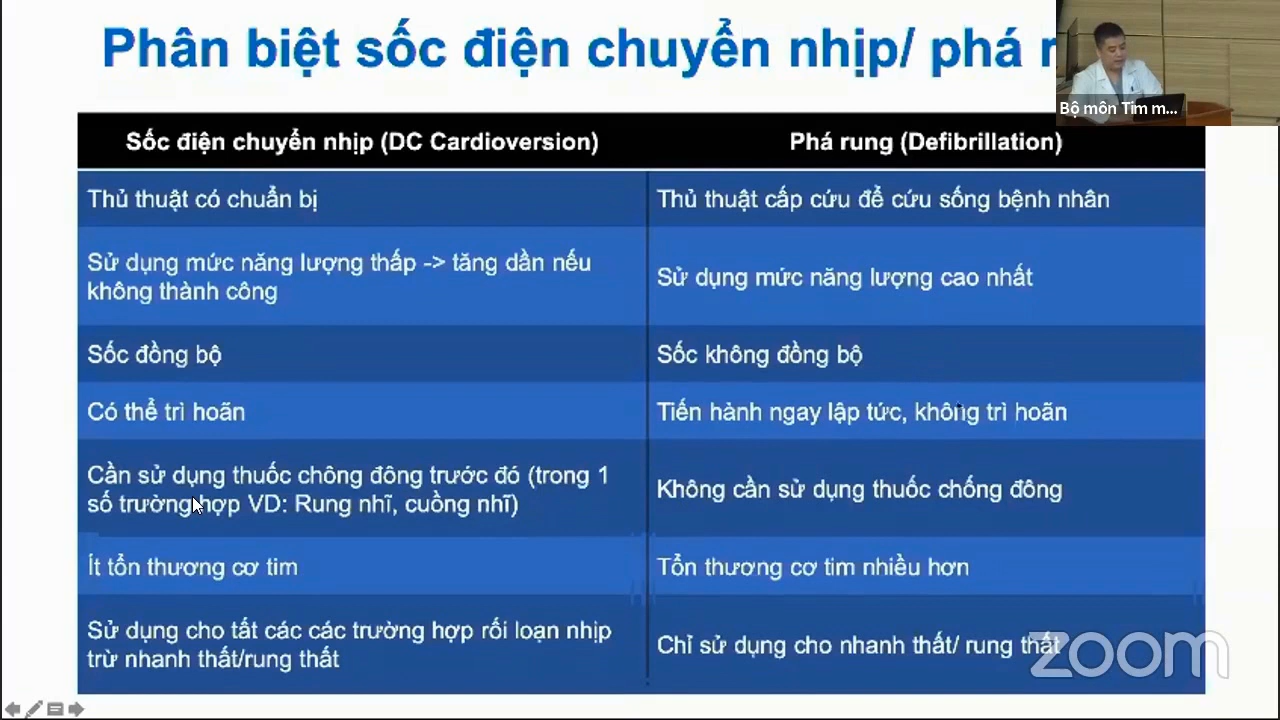 Phân biệt sốc điện chuyển nhịp/ phá
Bộ môn Tim m...
Sốc điện chuyển nhịp (DC Cardioversion)
Phá rung (Defibrillation)
Thủ thuật có chuẩn bị
Thủ thuật cấp cứu để cứu sống bệnh nhân
Sử dụng mức năng lượng thấp -> tăng dần nếu
không thành công
Sử dụng mức năng lượng cao nhất
Sốc đồng bộ
Sốc không đồng bộ
Có thể trì hoãn
Tiến hành ngay lập tức, không trì hoãn
Cần sử dụng thuốc chông đông trước đó (trong 1
số trường hợp VD: Rung nhĩ, cuồng nhĩ)
Không cần sử dụng thuốc chống đông
Ít tổn thương cơ tim
Tổn thương cơ tim nhiều hơn
Sử dụng cho tất các các trường hợp rối loạn nhịp
trừ nhanh thất/rung thất
Chỉ sử dụng cho nhanh thất/ rung thất
zoom